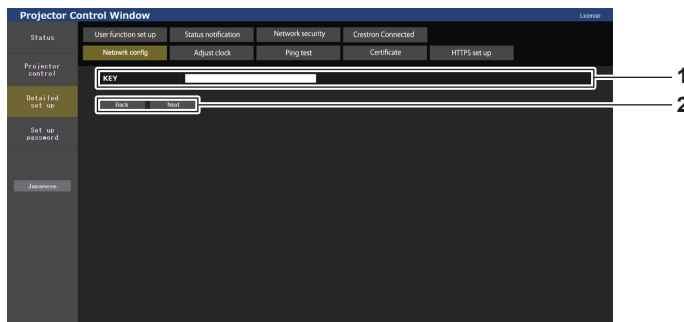 Projector Control Window
License
Status
User function set up
Status notification
Network security
Crestron Connected
Netowrk config
Adjust clock
Ping test
Certificate
HTTPS set up
Projector
control
KEY
1
Detailed
set up
Back
Next
2
Set up
password
Japanese